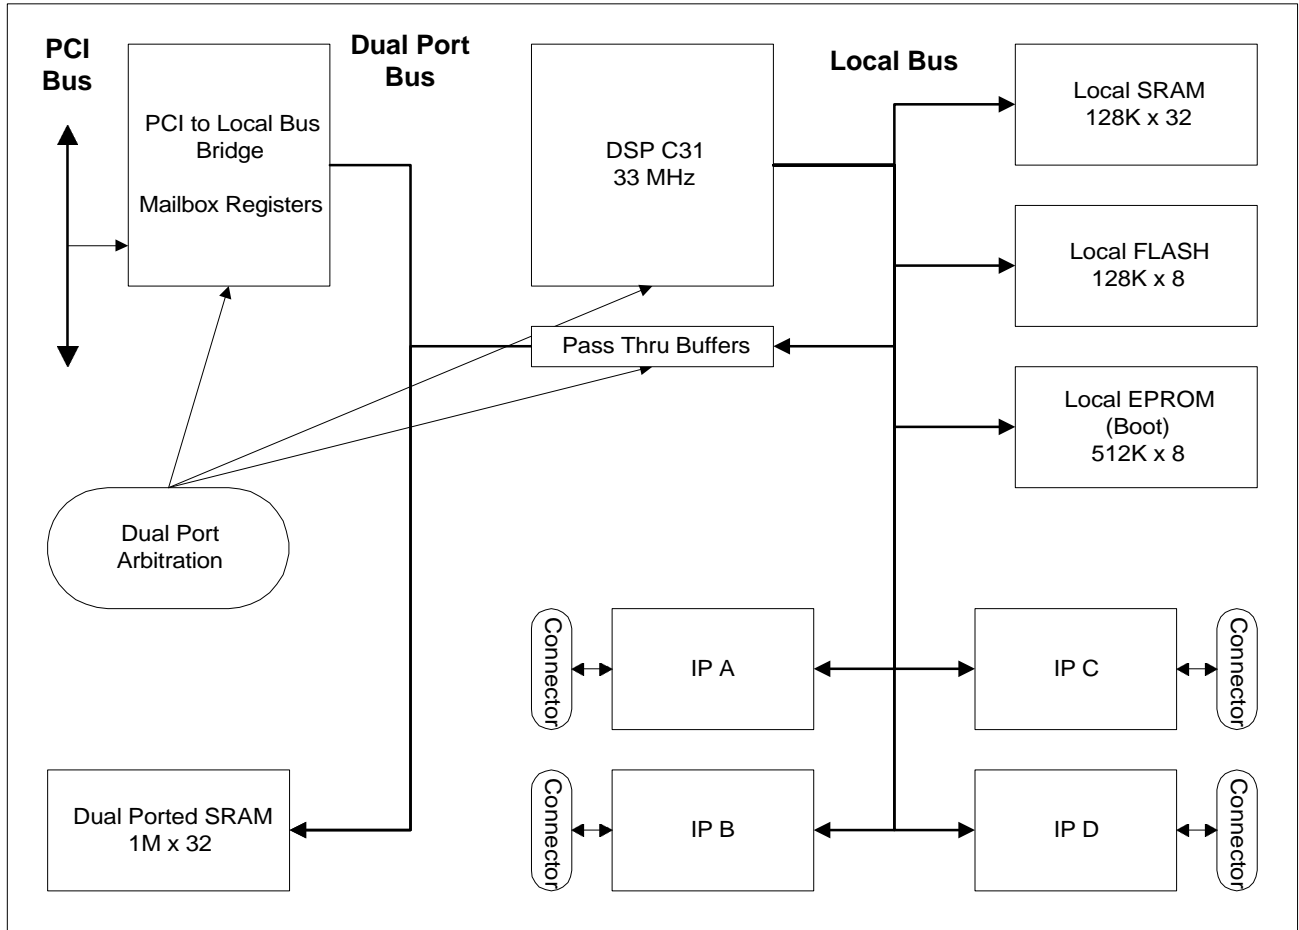 PCI
Bus
Dual Port
Bus
Local Bus
PCI to Local Bus
Bridge
Mailbox Registers
DSP C31
33 MHz
Local SRAM
128K x 32
Local FLASH
128K x 8
Pass Thru Buffers
Local EPROM
(Boot)
512K x 8
Dual Port
Arbitration
Connector
IP A
IP C
Connector
Dual Ported SRAM
1M x 32
Connector
IP B
IP D
Connector